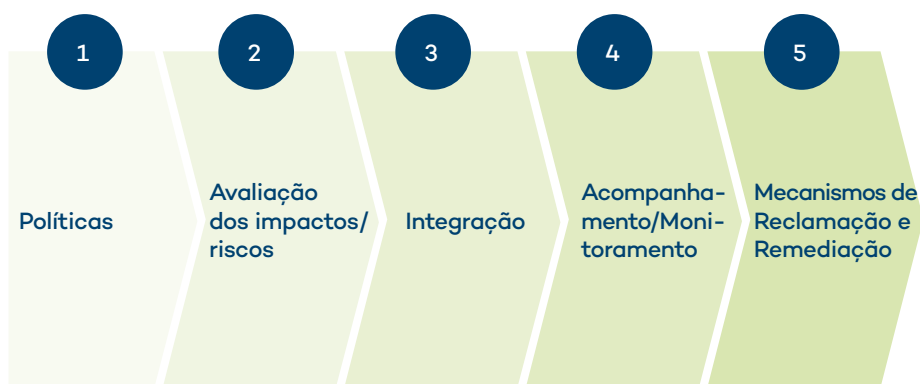 1
Políticas
2
Avaliação
dos impactos/
riscos
3
Integração
4
Acompanha-
mento/Moni-
toramento
5
Mecanismos de
Reclamação e
Remediação